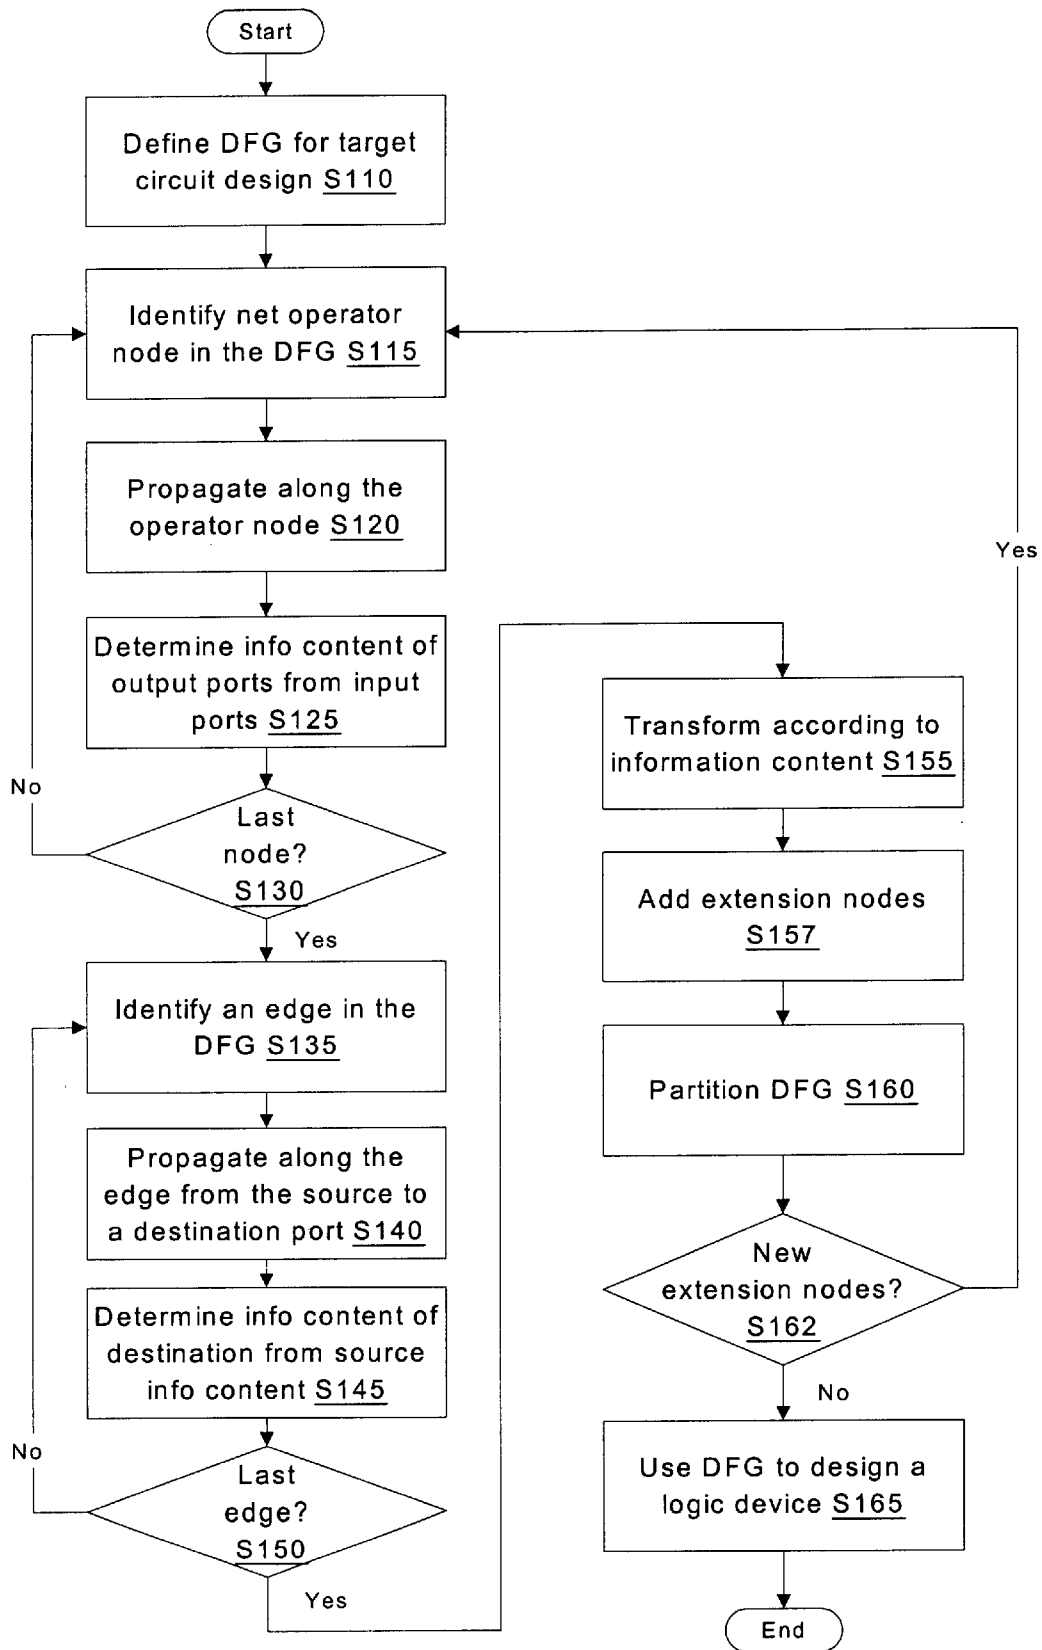 Start
Define DFG for target
circuit design S110
Identify net operator
node in the DFG S115
Propagate along the
operator node S120
Determine info content of
output ports from input
ports S125
No
Last
node?
S130
Yes
Identify an edge in the
DFG S135
Propagate along the
edge from the source to
a destination port S140
Determine info content of
destination from source
info content S145
No
Last
edge?
S150
Yes
Transform according to
information content S155
Add extension nodes
S157
Partition DFG S160
New
extension nodes?
S162
Yes
No
Use DFG to design a
logic device S165
End